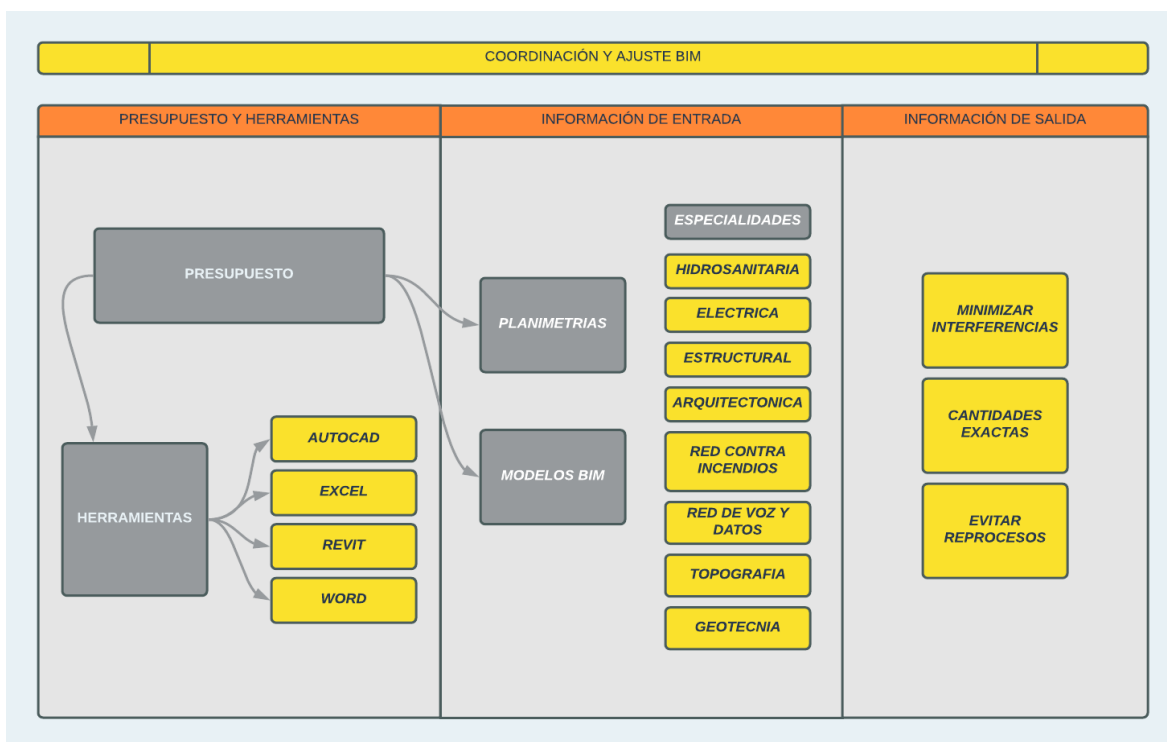 COORDINACIÓN Y AJUSTE BIM
PRESUPUESTO Y HERRAMIENTAS
INFORMACIÓN DE ENTRADA
INFORMACIÓN DE SALIDA
PRESUPUESTO
HERRAMIENTAS
AUTOCAD
EXCEL
REVIT
WORD
PLANIMETRIAS
MODELOS BIM
ESPECIALIDADES
HIDROSANITARIA
ELECTRICA
ESTRUCTURAL
ARQUITECTONICA
RED CONTRA
INCENDIOS
RED DE VOZ Y
DATOS
TOPOGRAFIA
GEOTECNIA
MINIMIZAR
INTERFERENCIAS
CANTIDADES
EXACTAS
EVITAR
REPROCESOS